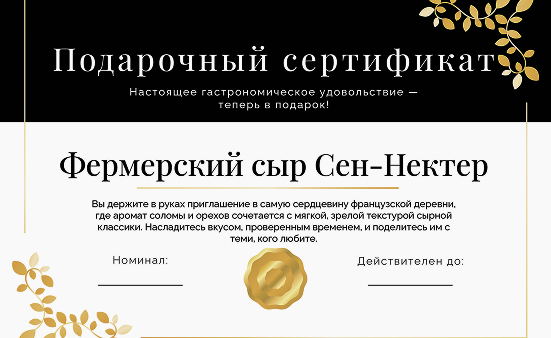 Подарочный сертификат
Настоящее гастрономическое удовольствие —
теперь в подарок!
Фермерский сыр Сен-Нектер
Вы держите в руках приглашение в самую сердцевину французской деревни,
где аромат соломы и орехов сочетается с мягкой, зрелой текстурой сырной
классики. Насладитесь вкусом, проверенным временем, и поделитесь им с
теми, кого любите.
Номинал:
Действителен до: